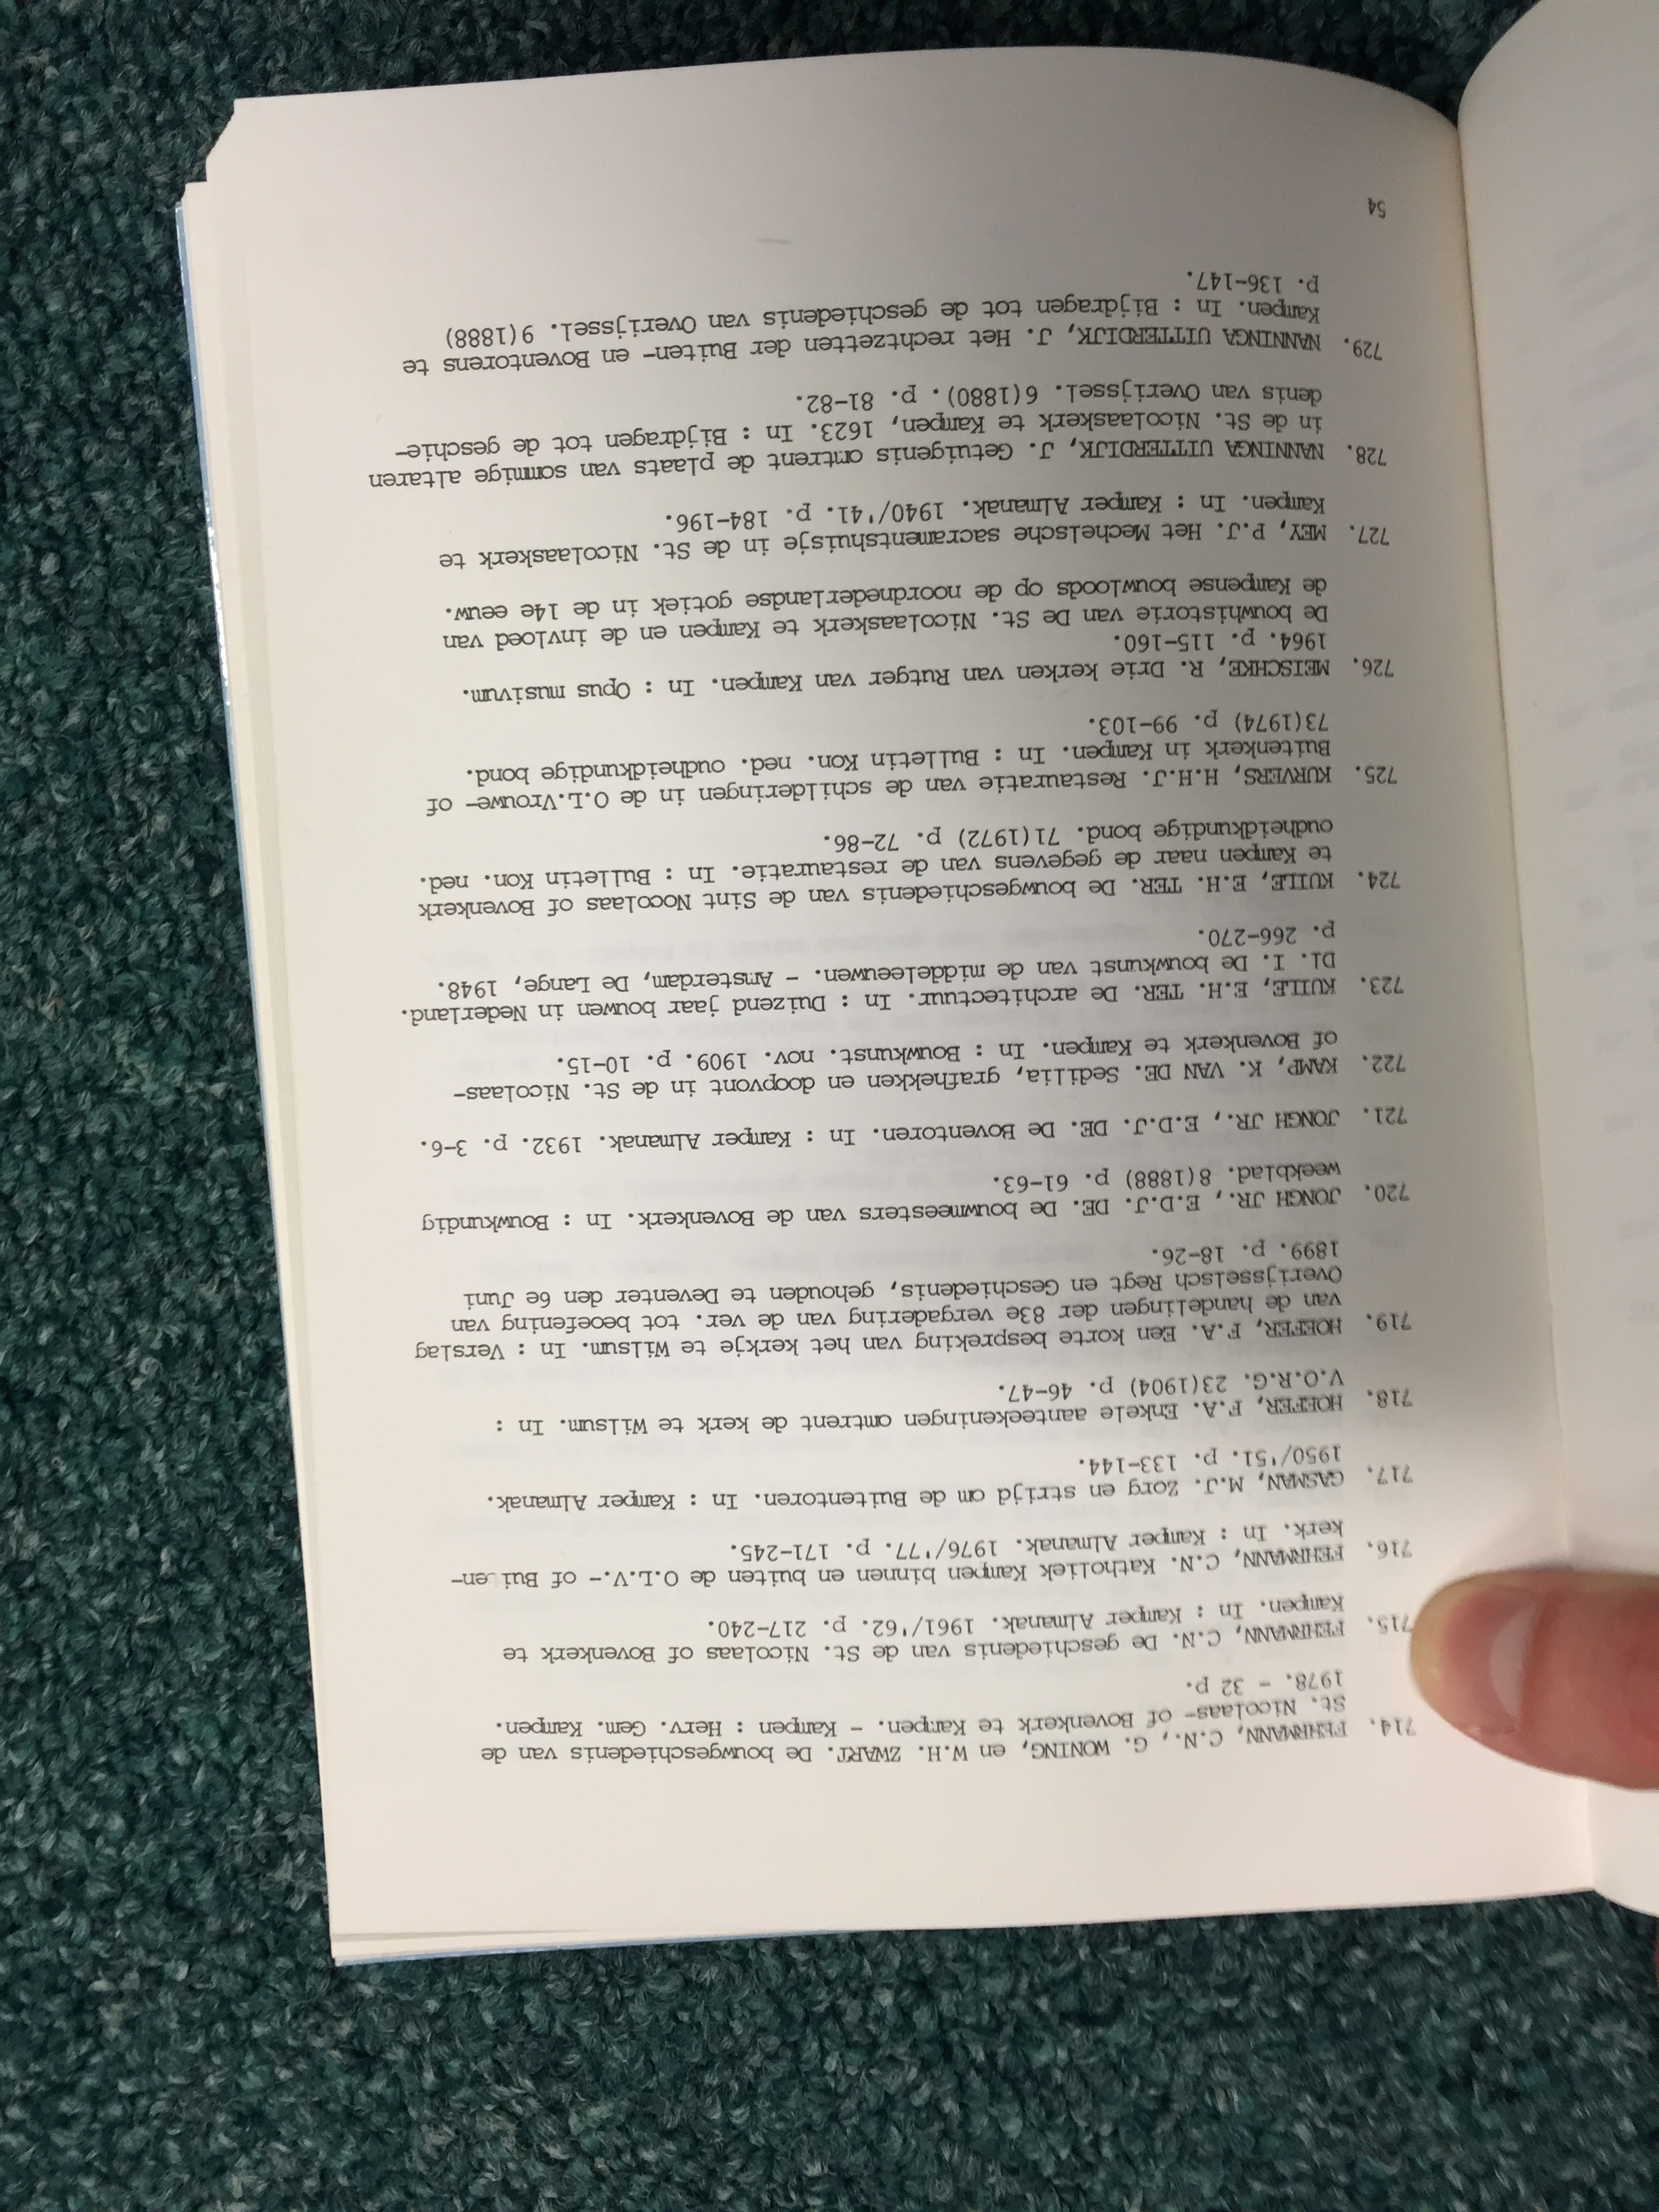 714. FEHRMANN, C.N., G. WONING, en W.H. ZWART. De bouwgeschiedenis van de
St. Nicolaas- of Bovenkerk te Kampen. - Kampen : Herv. Gem. Kampen.
1978. - 32 p.
715. FEHRMANN, C.N. De geschiedenis van de St. Nicolaas of Bovenkerk te
Kampen. In : Kamper Almanak. 1961/'62. p. 217-240.
716. FEHRMANN, C.N. Katholiek Kampen binnen en buiten de O.L.V.- of Buiten-
kerk. In : Kamper Almanak. 1976/'77. p. 171-245.
717. GASMAN, M.J. Zorg en strijd om de Buitentoren. In : Kamper Almanak.
1950/'51. p. 133-144.
718. HOEFER, F.A. Enkele aanteekeningen omtrent de kerk te Wilsum. In :
V.O.R.G. 23(1904) p. 46-47.
719. HOEFER, F.A. Een korte bespreking van het kerkje te Wilsum. In : Verslag
van de handelingen der 83e vergadering van de ver. tot beoefening van
Overijsselsch Regt en Geschiedenis, gehouden te Deventer den 6e Juni
1899. p. 18-26.
720. JONGH JR., E.D.J. DE. De bouwmeesters van de Bovenkerk. In : Bouwkundig
weekblad. 8(1888) p. 61-63.
721. JONGH JR., E.D.J. DE. De Boventoren. In : Kamper Almanak. 1932. p. 3-6.
722. KAMP, K. VAN DE. Sedilia, grafhekken en doopvont in de St. Nicolaas-
of Bovenkerk te Kampen. In : Bouwkunst. nov. 1909. p. 10-15.
723. KUILE, E.H. TER. De architectuur. In : Duizend jaar bouwen in Nederland.
Dl. I. De bouwkunst van de middeleeuwen. - Amsterdam, De Lange, 1948.
p. 266-270.
724. KUILE, E.H. TER. De bouwgeschiedenis van de Sint Nocolaas of Bovenkerk
te Kampen naar de gegevens van de restauratie. In : Bulletin Kon. ned.
oudheidkundige bond. 71(1972) p. 72-86.
725. KURVERS, H.H.J. Restauratie van de schilderingen in de O.L.Vrouwe- of
Buitenkerk in Kampen. In : Bulletin Kon. ned. oudheidkundige bond.
73(1974) p. 99-103.
726. MEISCHKE, R. Drie kerken van Rutger van Kampen. In : Opus musivum.
1964. p. 115-160.
De bouwhistorie van De St. Nicolaaskerk te Kampen en de invloed van
de Kampense bouwloods op de noordnederlandse gotiek in de 14e eeuw.
727. MEY, P.J. Het Mechelsche sacramentshuisje in de St. Nicolaaskerk te
Kampen. In : Kamper Almanak. 1940/'41. p. 184-196.
728. NANNINGA UITTERDIJK, J. Getuigenis omtrent de plaats van sommige altaren
in de St. Nicolaaskerk te Kampen, 1623. In : Bijdragen tot de geschie-
denis van Overijssel. 6(1880). p. 81-82.
729. NANNINGA UITTERDIJK, J. Het rechtzetten der Buiten- en Boventorens te
Kampen. In : Bijdragen tot de geschiedenis van Overijssel. 9(1888)
p. 136-147.
54